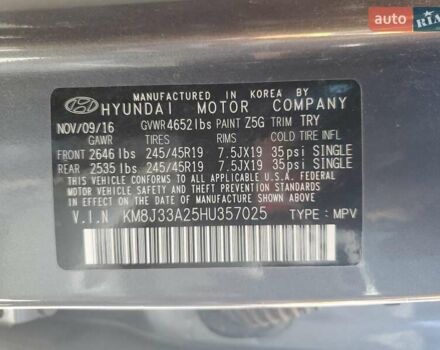 auto RIA
MANUFACTURED IN KOREA BY
HYUNDAI MOTOR COMPANY
NOV/09/16 GVWR 4652 lbs PAINT Z5G TRIM TRY
GAWR TIRES RIMS COLD TIRE INFL
FRONT 2646 lbs 245/45R19 7.5JX19 35psi SINGLE
REAR 2535 lbs 245/45R19 7.5JX19 35psi SINGLE
THIS VEHICLE CONFORMS TO ALL APPLICABLE
U.S.A. FEDERAL MOTOR VEHICLE SAFETY
AND THEFT PREVENTION STANDARDS IN EFFECT
ON THE DATE OF MANUFACTURE SHOWN ABOVE.
V.I.N KM8J33A25HU357025 TYPE : MPV